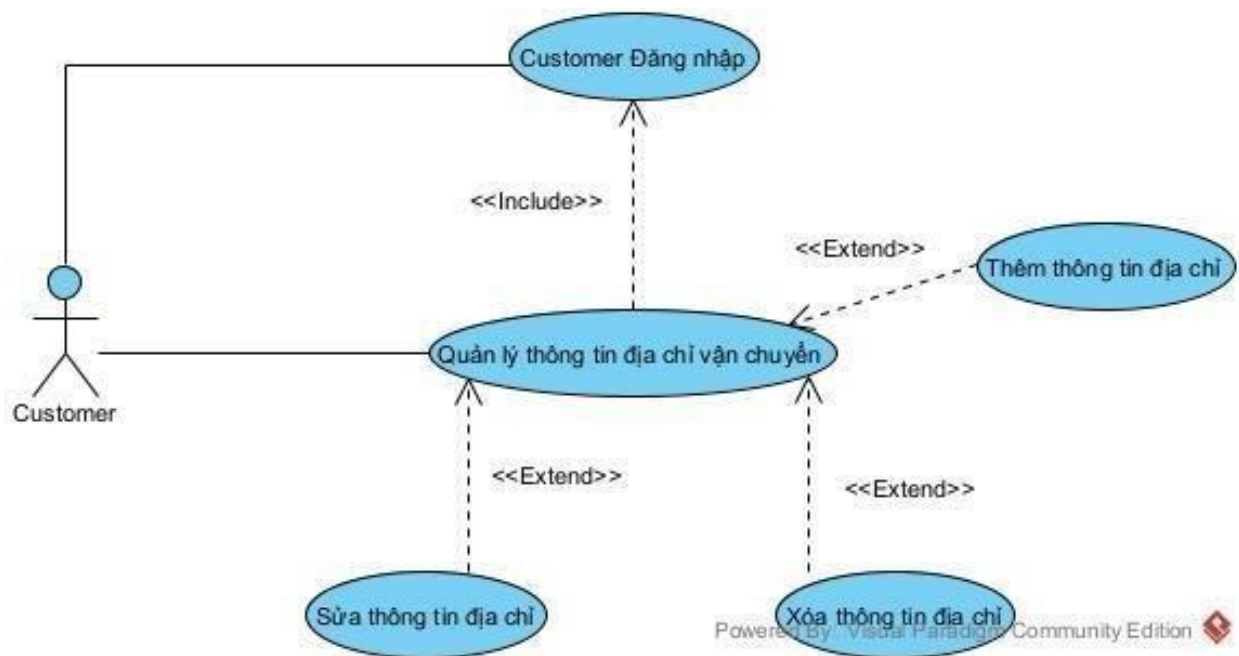 Customer Đăng nhập
<<Include>>
<<Extend>>
Thêm thông tin địa chỉ
Quản lý thông tin địa chỉ vận chuyển
Customer
<<Extend>>
<<Extend>>
Sửa thông tin địa chỉ
Xóa thông tin địa chỉ
Powered By Visual Paradigm Community Edition